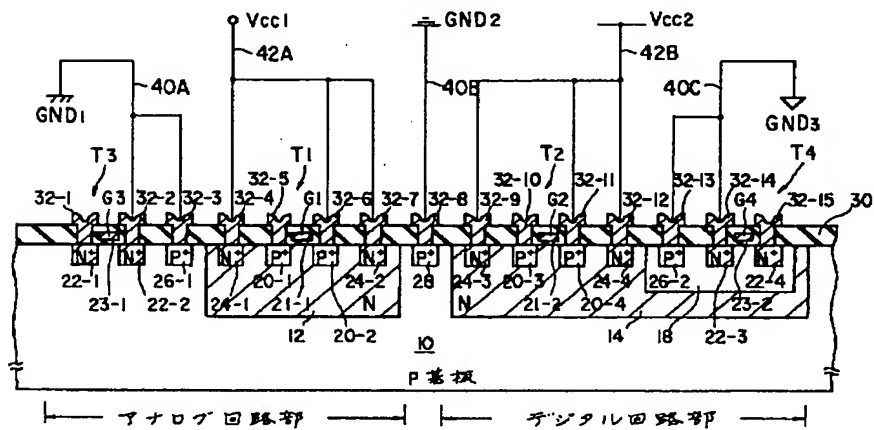 Vcc1 GND2 Vcc2
42A 42B
40A 40B 40C
GND1 GND3
T3 T1 T2 T4
32-5 32-10 32-11 32-14
32-1 G3 32-2 32-3 32-4 G1 32-6 32-7 32-8 32-9 G2 32-12 32-13 G4 32-15 30
N+ N+ P+ N+ P+ P+ N+ P+ N+ P+ P+ N+ P+ N+ N+
22-1 26-1 24-1 20-1 24-2 28 24-3 20-3 24-4 26-2 22-4
23-1 21-1 N N 21-2 23-2
22-2 12 20-2 20-4 14 18 22-3
10
P基板
アナログ回路部 デジタル回路部